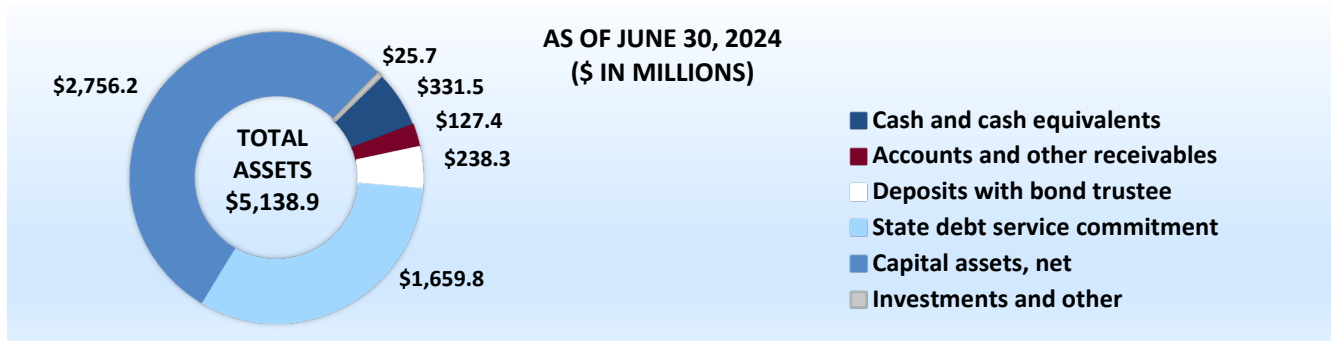 AS OF JUNE 30, 2024
($ IN MILLIONS)
$25.7
$2,756.2
$331.5
$127.4
$238.3
$1,659.8
TOTAL
ASSETS
$5,138.9
Cash and cash equivalents
Accounts and other receivables
Deposits with bond trustee
State debt service commitment
Capital assets, net
Investments and other